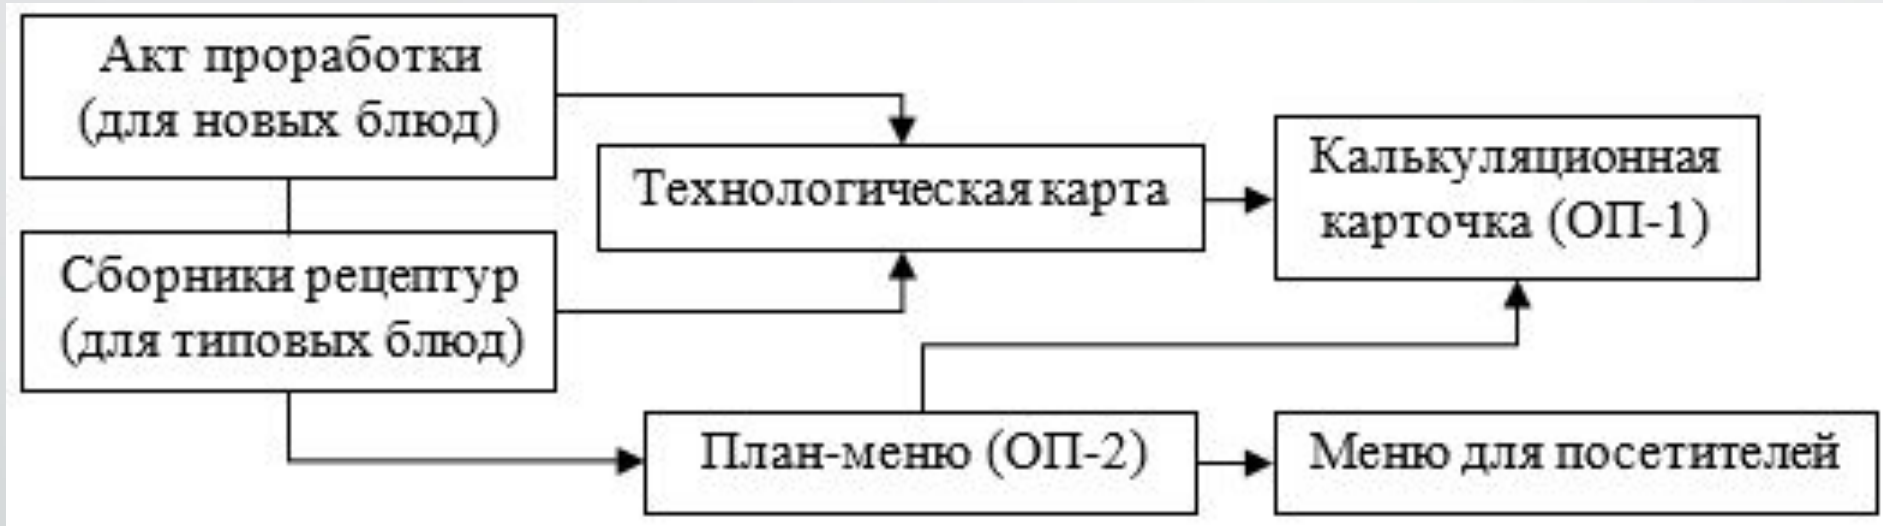 Акт проработки
(для новых блюд)
Сборники рецептур
(для типовых блюд)
Технологическая карта
Калькуляционная
карточка (ОП-1)
План-меню (ОП-2)
Меню для посетителей